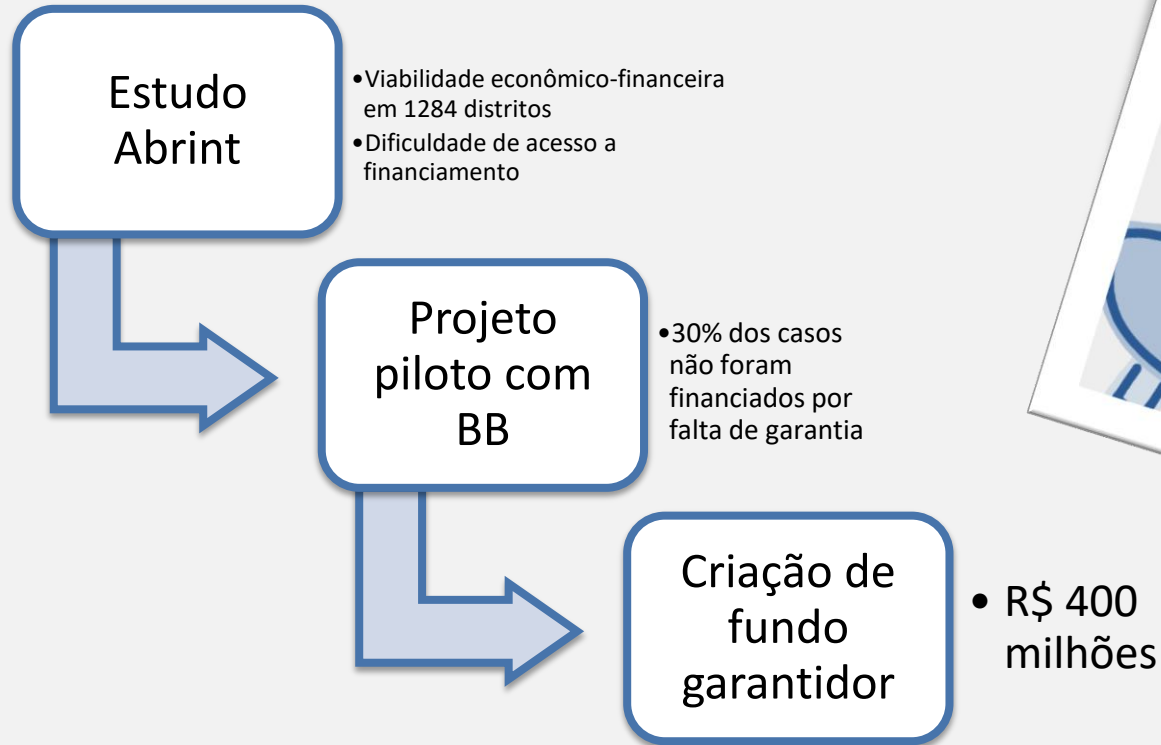 Estudo
Abrint
•Viabilidade econômico-financeira
em 1284 distritos
•Dificuldade de acesso a
financiamento
Projeto
piloto com
BB
•30% dos casos
não foram
financiados por
falta de garantia
Criação de
fundo
garantidor
• R$ 400
milhões